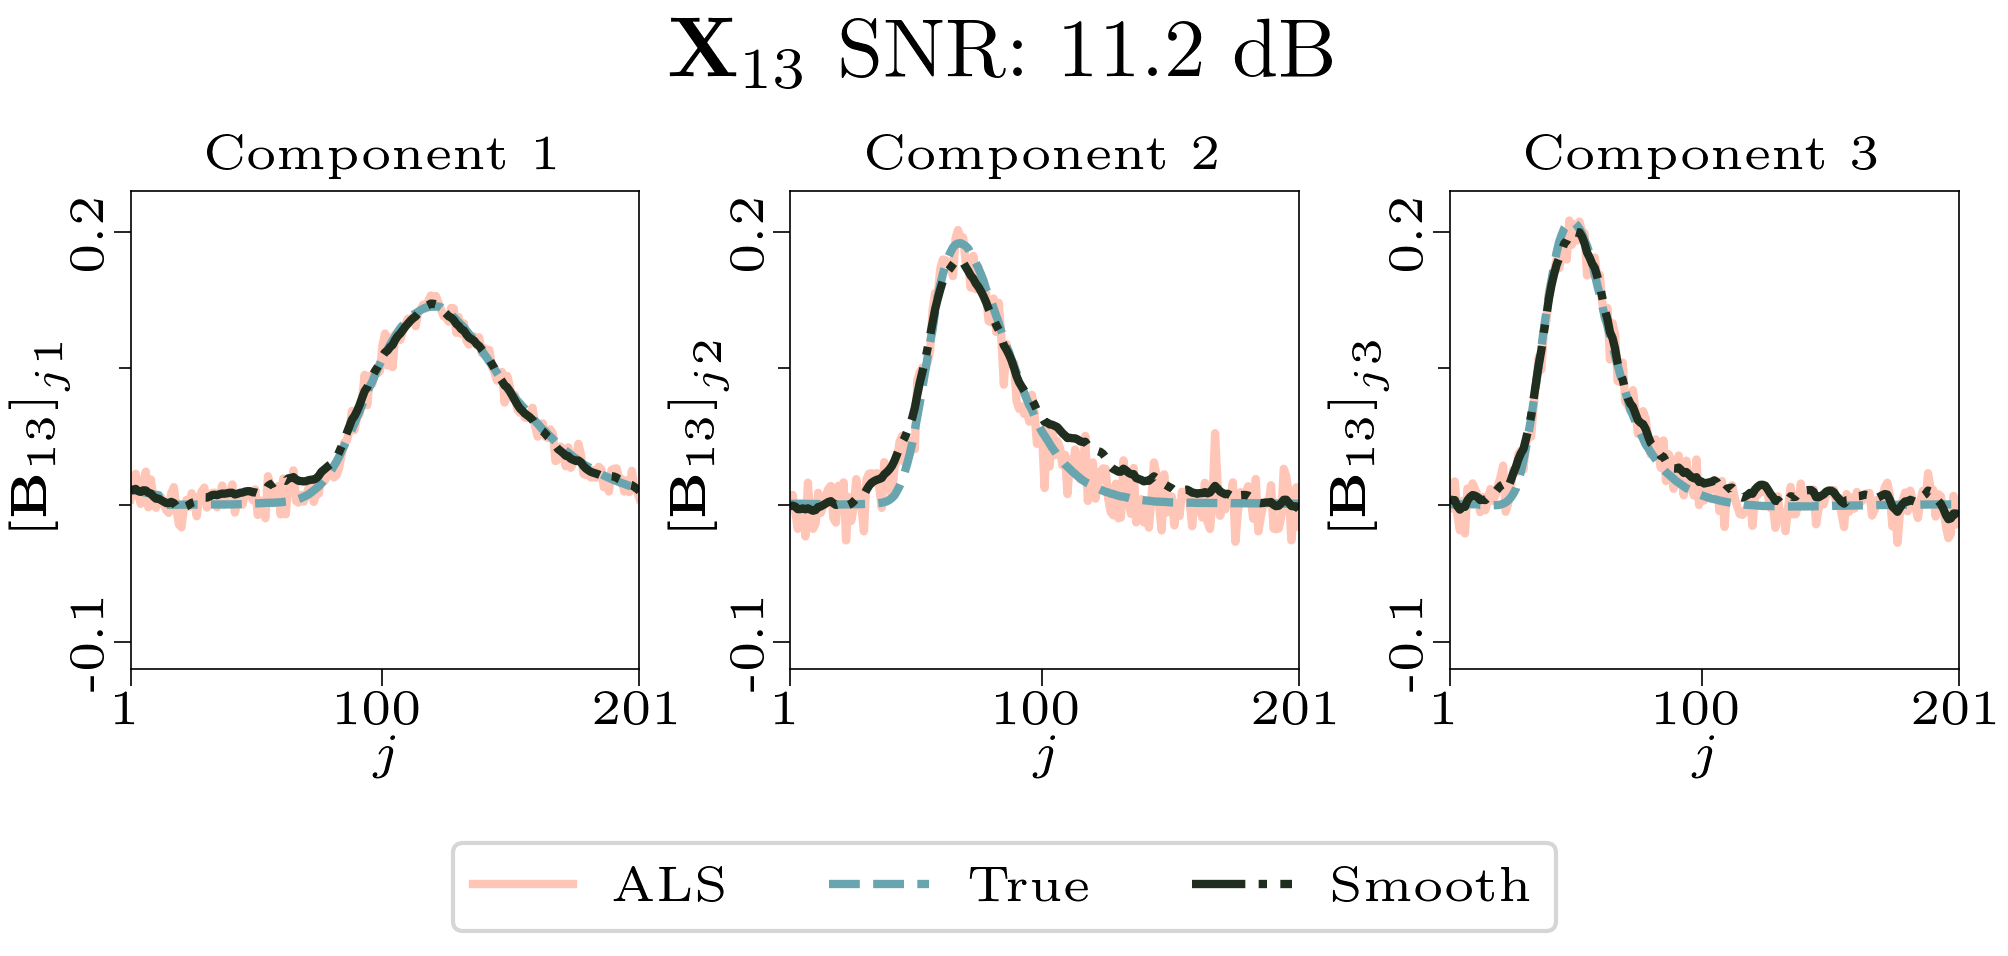 X₁₃ SNR: 11.2 dB
Component 1
Component 2
Component 3
0.2
-0.1
[B₁₃]ⱼ₁
1 100 201
j
0.2
-0.1
[B₁₃]ⱼ₂
1 100 201
j
0.2
-0.1
[B₁₃]ⱼ₃
1 100 201
j
ALS True Smooth